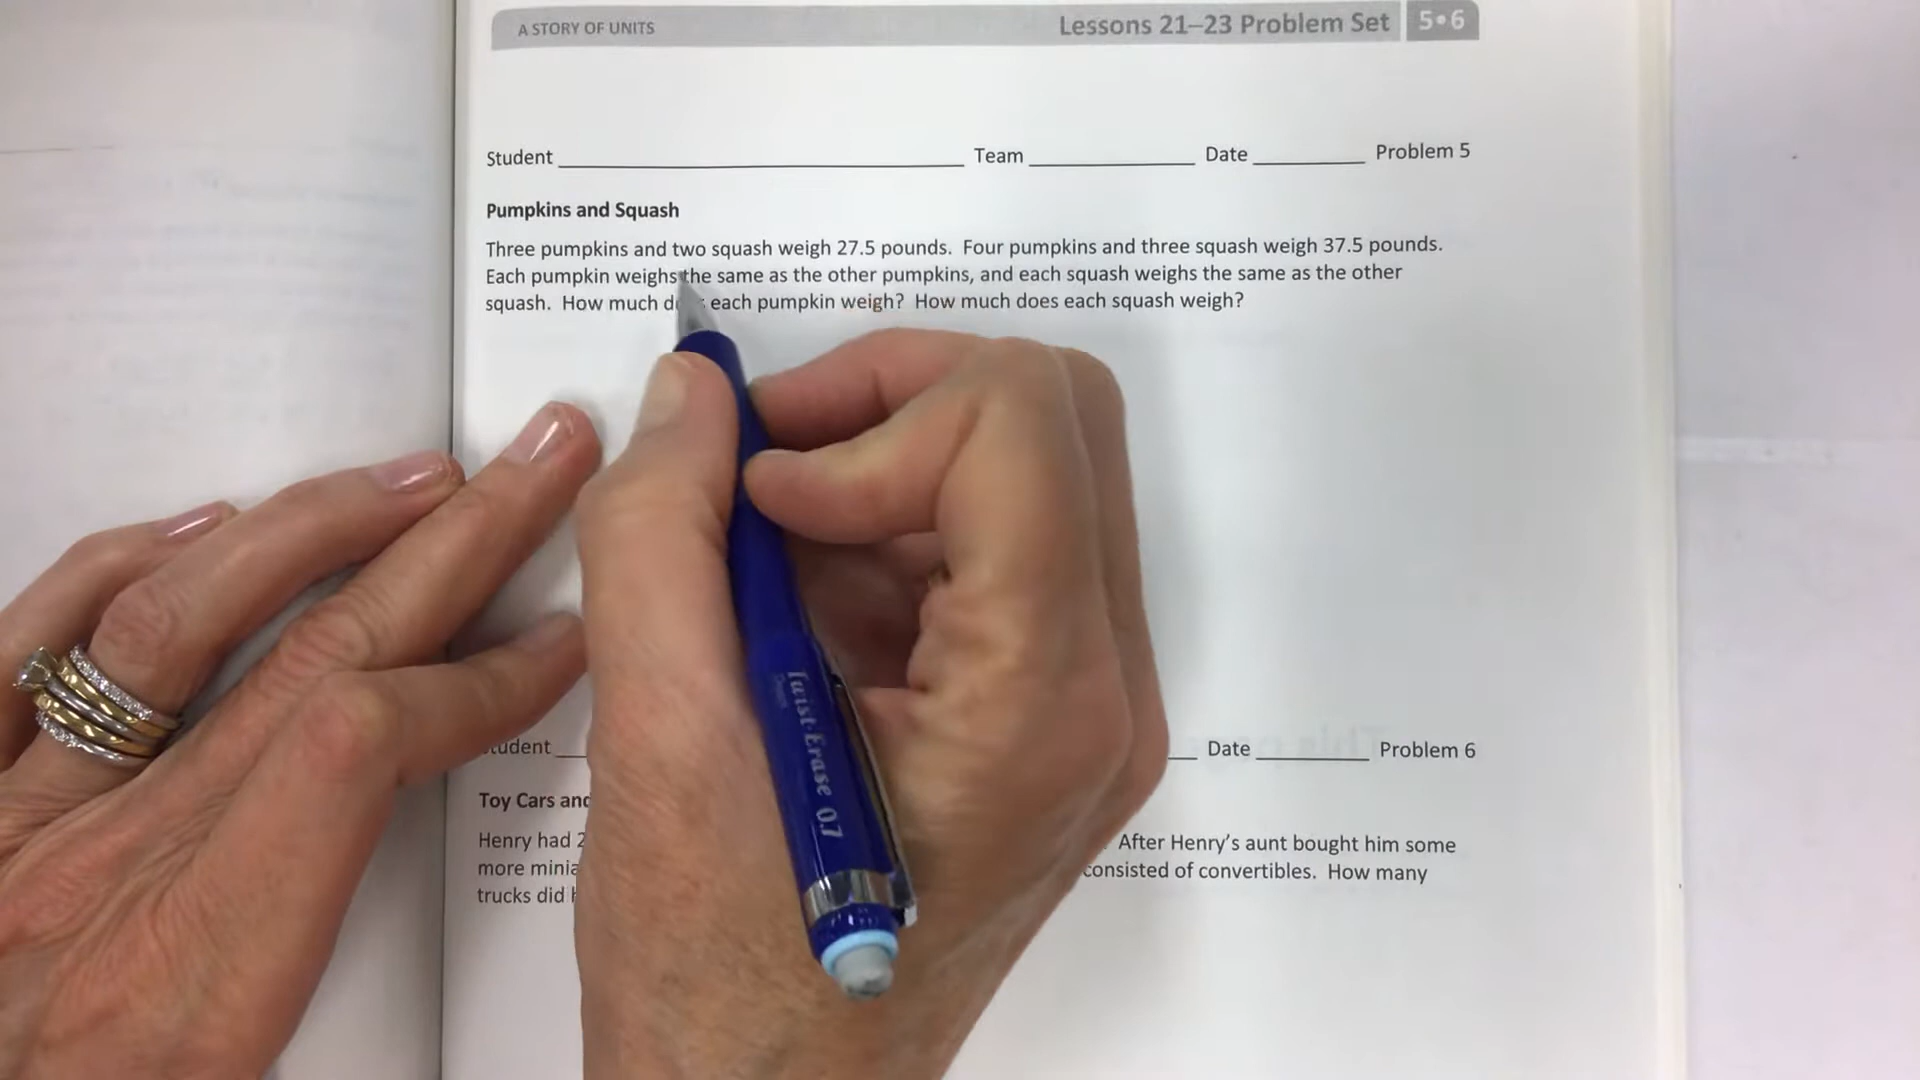 A STORY OF UNITS
Lessons 21–23 Problem Set 5•6
Student Team Date Problem 5
Pumpkins and Squash
Three pumpkins and two squash weigh 27.5 pounds. Four pumpkins and three squash weigh 37.5 pounds.
Each pumpkin weighs the same as the other pumpkins, and each squash weighs the same as the other
squash. How much each pumpkin weigh? How much does each squash weigh?
Student Date Problem 6
Toy Cars and
Henry had 2 After Henry's aunt bought him some
more consisted of convertibles. How many
trucks did
Twist-Erase 0.7